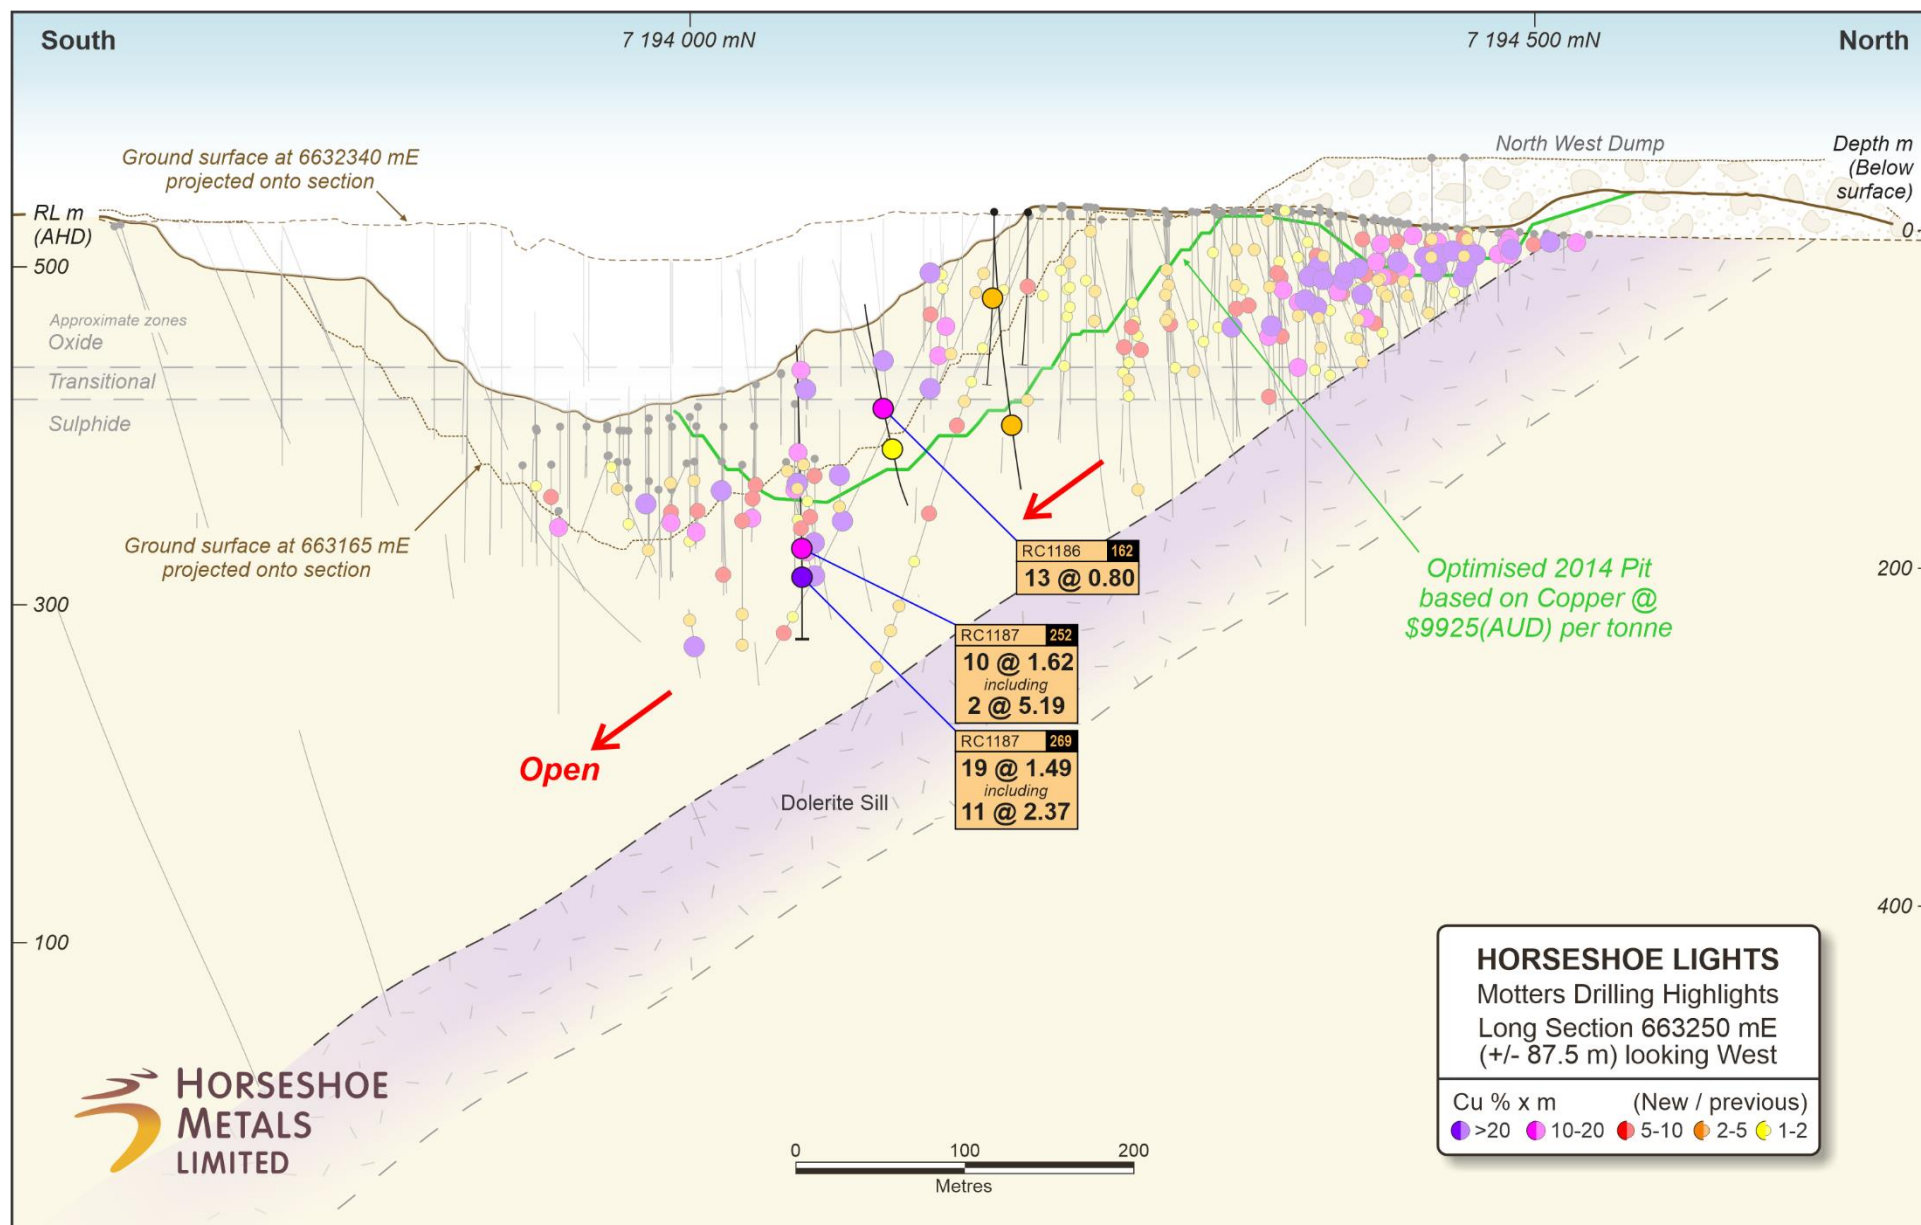 South
7 194 000 mN
7 194 500 mN
North
North West Dump
Depth m
(Below
surface)
Ground surface at 6632340 mE
projected onto section
RL m
(AHD)
0
500
Approximate zones
Oxide
Transitional
Sulphide
Ground surface at 663165 mE
projected onto section
RC1186 162
13 @ 0.80
Optimised 2014 Pit
based on Copper @
$9925(AUD) per tonne
200
300
RC1187 252
10 @ 1.62
including
2 @ 5.19
RC1187 269
19 @ 1.49
including
11 @ 2.37
Open
Dolerite Sill
400
100
HORSESHOE LIGHTS
Motters Drilling Highlights
Long Section 663250 mE
(+/- 87.5 m) looking West
Cu % x m (New / previous)
>20 10-20 5-10 2-5 1-2
HORSESHOE
METALS
LIMITED
0 100 200
Metres